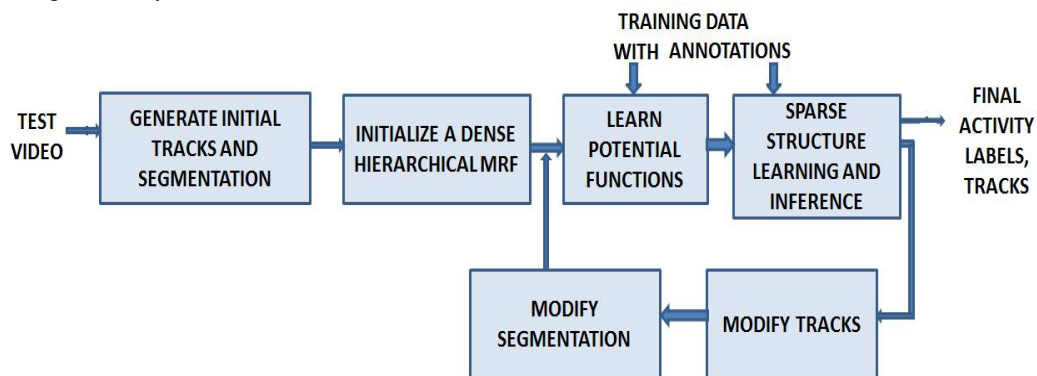 TRAINING DATA
WITH ANNOTATIONS
TEST
VIDEO
GENERATE INITIAL
TRACKS AND
SEGMENTATION
INITIALIZE A DENSE
HIERARCHICAL MRF
LEARN
POTENTIAL
FUNCTIONS
SPARSE
STRUCTURE
LEARNING AND
INFERENCE
FINAL
ACTIVITY
LABELS,
TRACKS
MODIFY
SEGMENTATION
MODIFY TRACKS